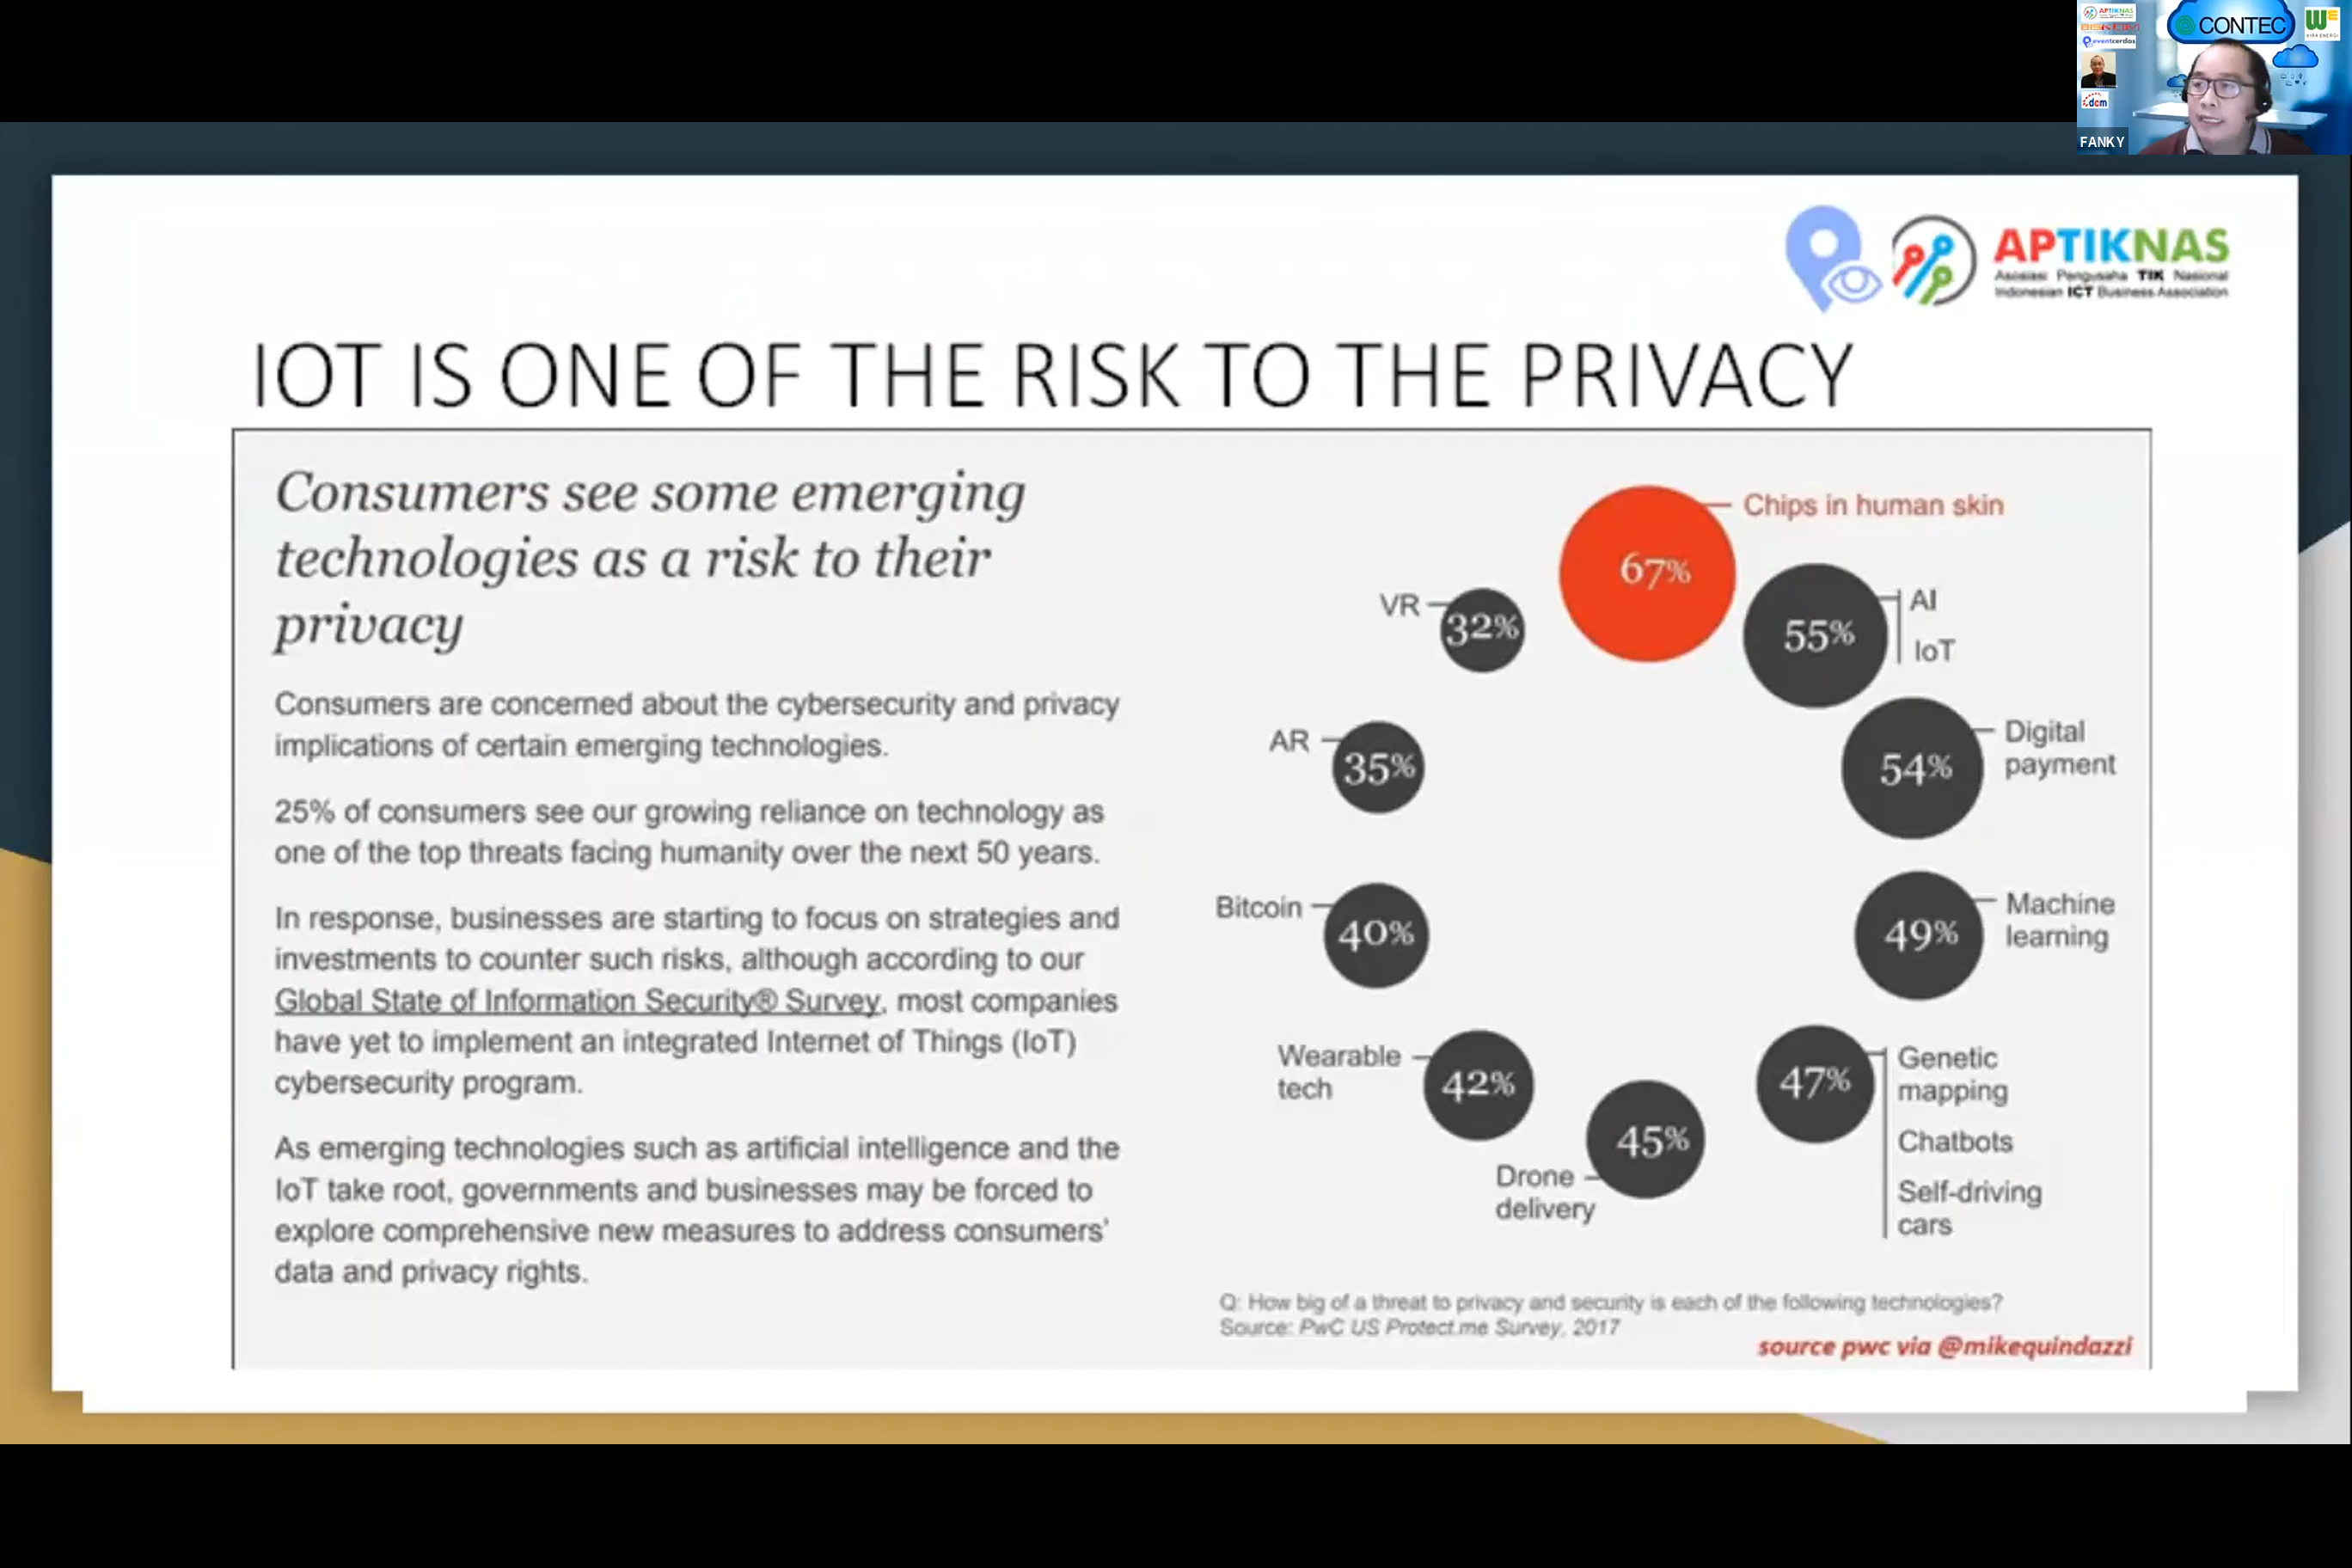 APTIKNAS
eventcerdas
dcm
CONTEC
WE
FANKY
APTIKNAS
Asosiasi Pengusaha TIK Nasional
Indonesian ICT Business Association
IOT IS ONE OF THE RISK TO THE PRIVACY
Consumers see some emerging
technologies as a risk to their
privacy
Consumers are concerned about the cybersecurity and privacy
implications of certain emerging technologies.
25% of consumers see our growing reliance on technology as
one of the top threats facing humanity over the next 50 years.
In response, businesses are starting to focus on strategies and
investments to counter such risks, although according to our
Global State of Information Security® Survey, most companies
have yet to implement an integrated Internet of Things (IoT)
cybersecurity program.
As emerging technologies such as artificial intelligence and the
IoT take root, governments and businesses may be forced to
explore comprehensive new measures to address consumers'
data and privacy rights.
67%
Chips in human skin
55%
AI
IoT
54%
Digital
payment
49%
Machine
learning
47%
Genetic
mapping
Chatbots
Self-driving
cars
45%
Drone
delivery
42%
Wearable
tech
40%
Bitcoin
35%
AR
32%
VR
Q: How big of a threat to privacy and security is each of the following technologies?
Source: PwC US Protect.me Survey, 2017
source pwc via @mikequindazzi